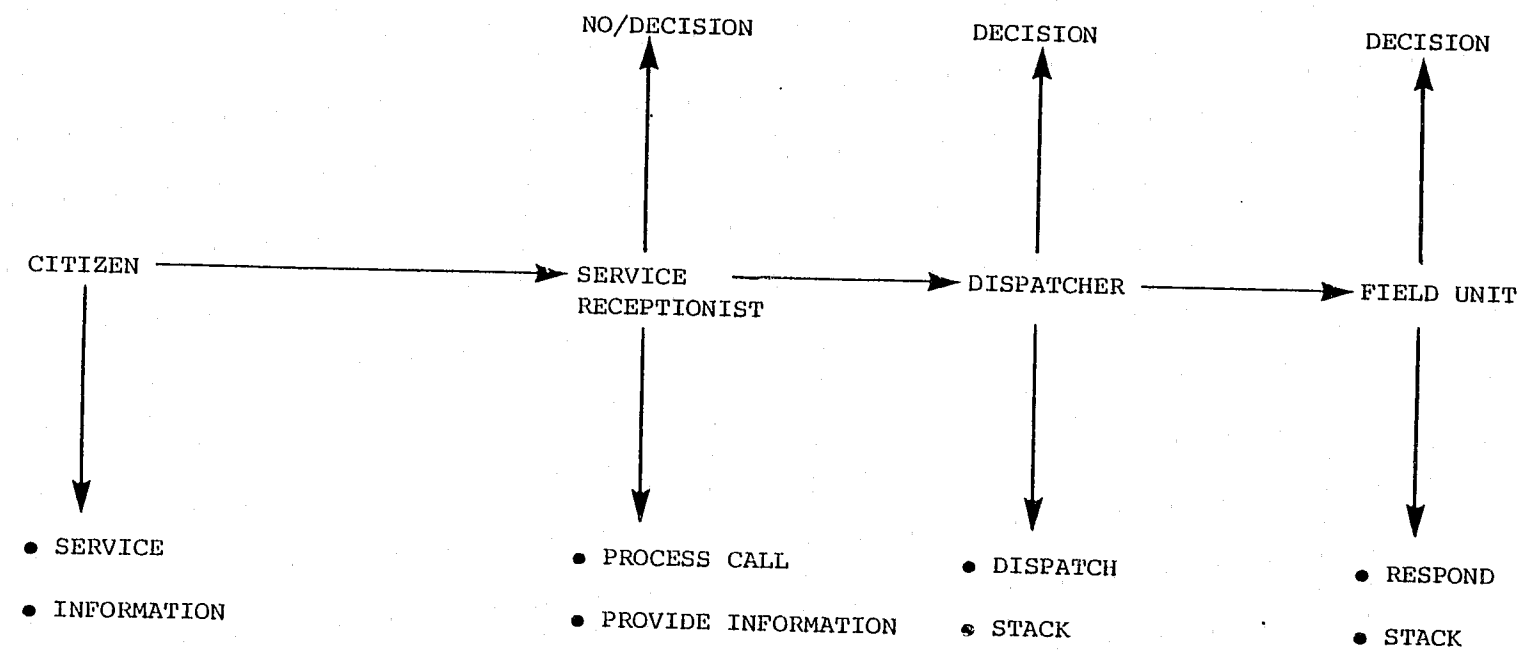 NO/DECISION
DECISION
DECISION
CITIZEN
SERVICE
RECEPTIONIST
DISPATCHER
FIELD UNIT
• SERVICE
• INFORMATION
• PROCESS CALL
• PROVIDE INFORMATION
• DISPATCH
• STACK
• RESPOND
• STACK